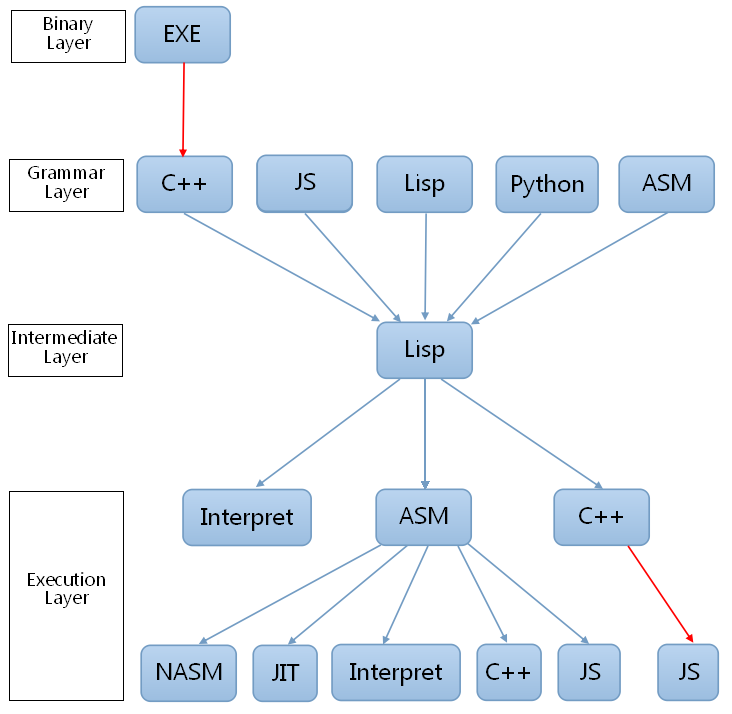 Binary
Layer
EXE
Grammar
Layer
C++
JS
Lisp
Python
ASM
Intermediate
Layer
Lisp
Execution
Layer
Interpret
ASM
C++
NASM
JIT
Interpret
C++
JS
JS